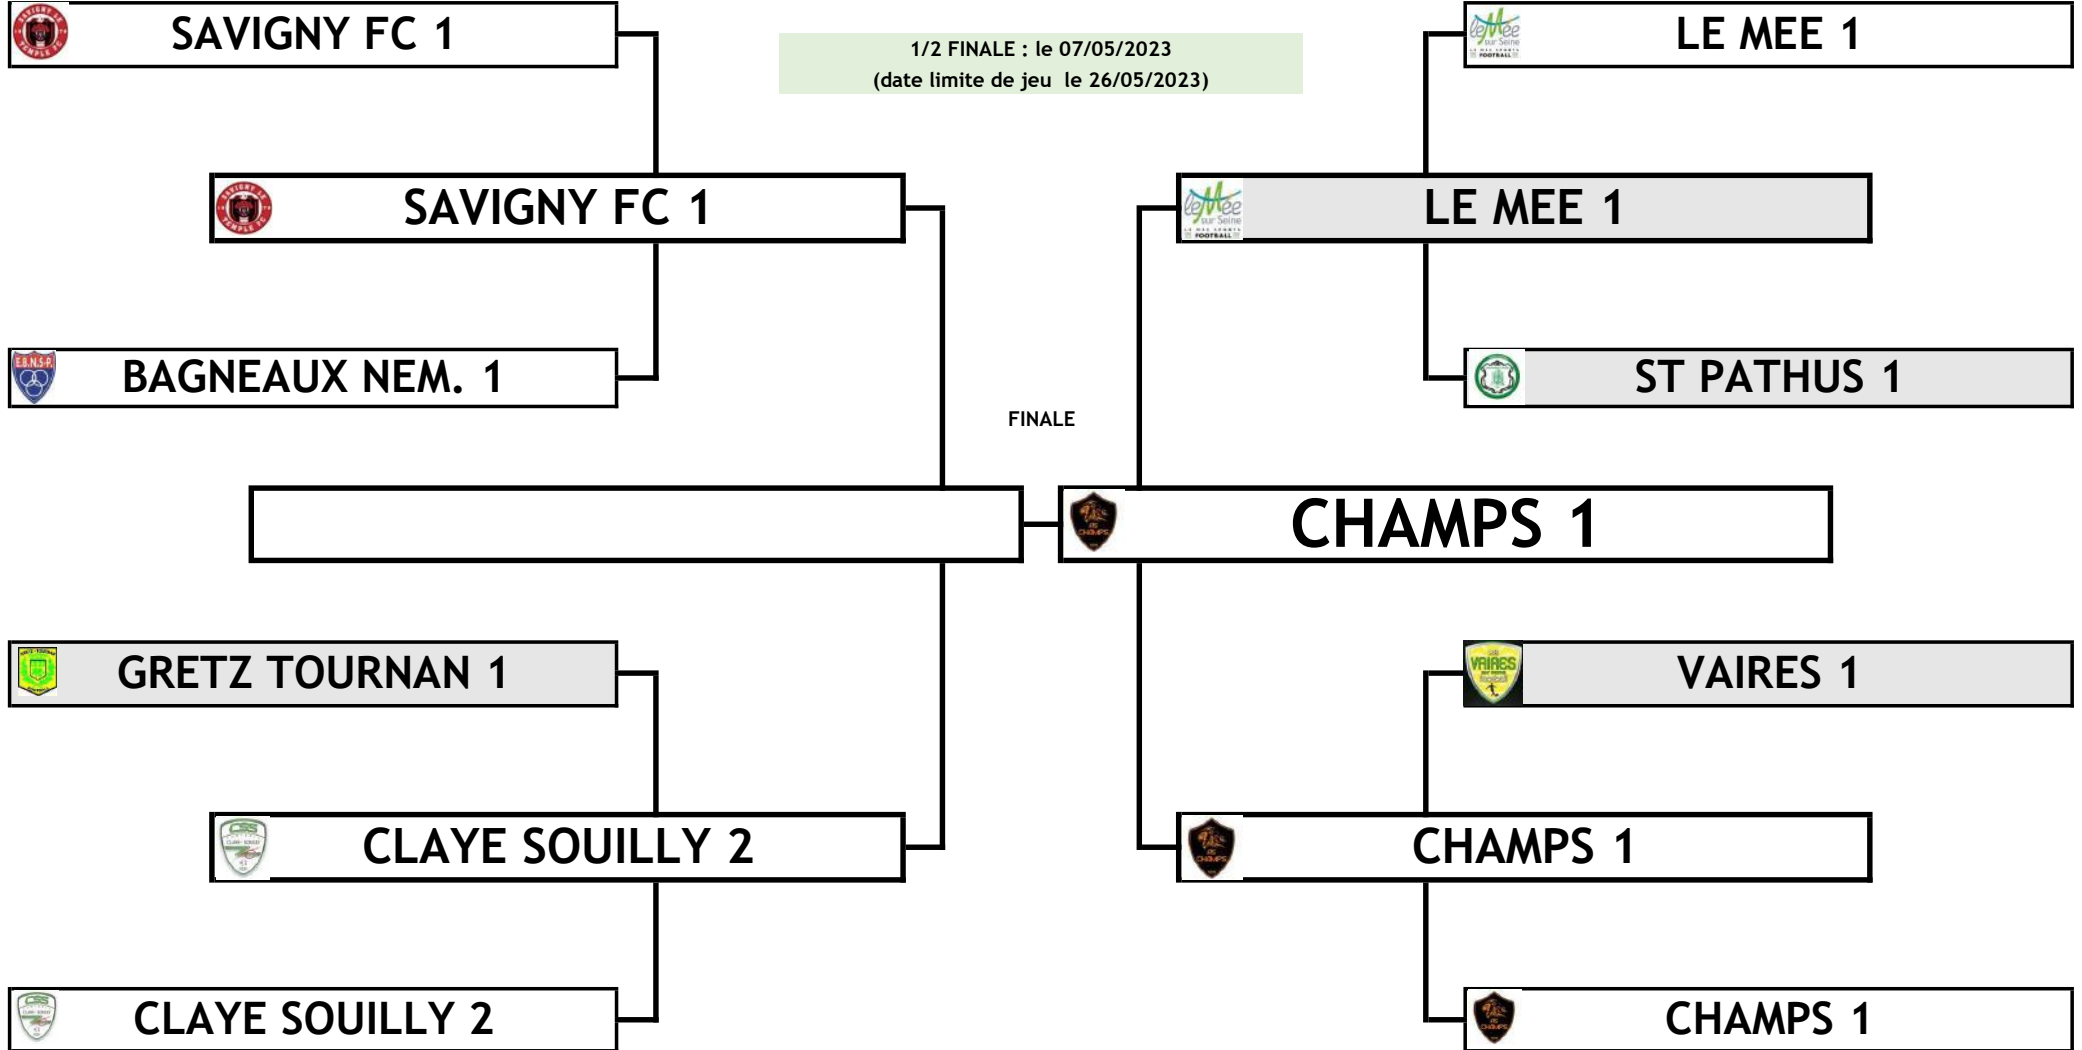 SAVIGNY FC 1
1/2 FINALE : le 07/05/2023
(date limite de jeu le 26/05/2023)
LE MEE 1
SAVIGNY FC 1
LE MEE 1
BAGNEAUX NEM. 1
ST PATHUS 1
FINALE
CHAMPS 1
GRETZ TOURNAN 1
VAIRES 1
CLAYE SOUILLY 2
CHAMPS 1
CLAYE SOUILLY 2
CHAMPS 1